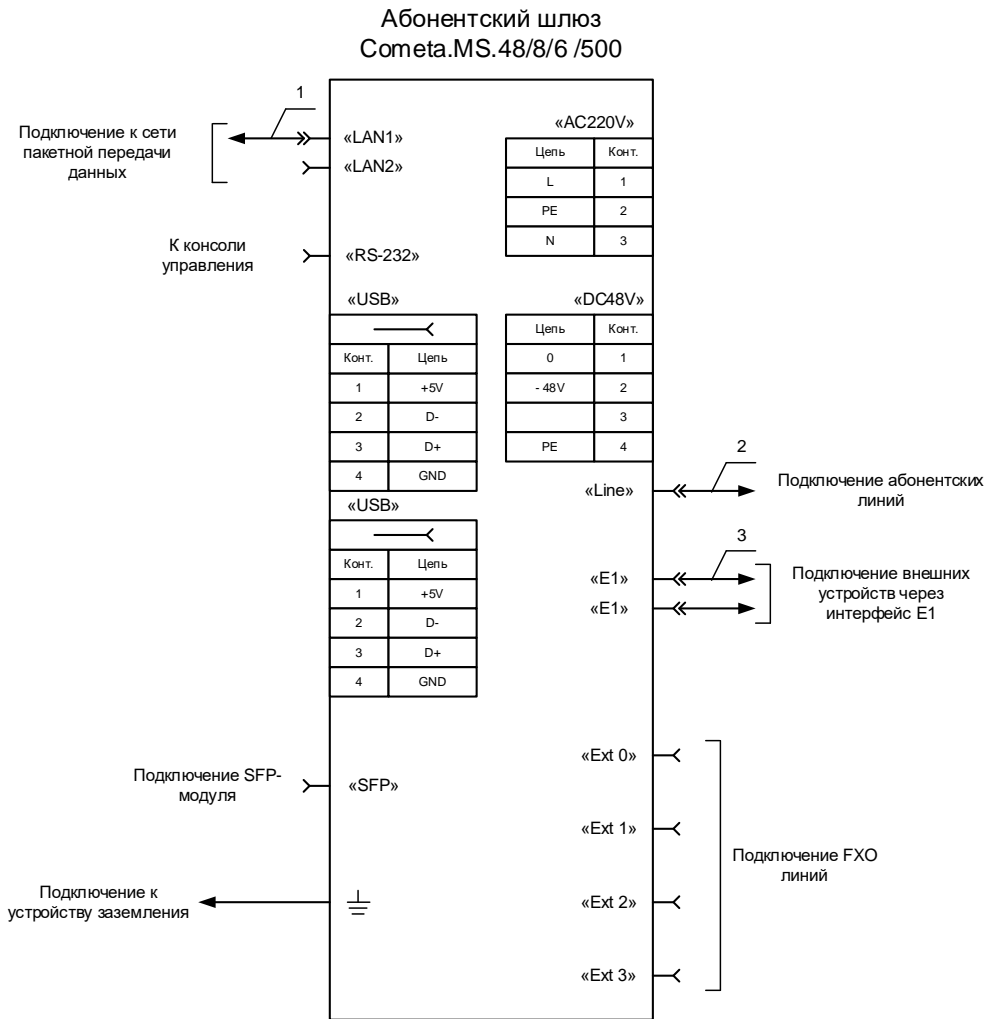 Абонентский шлюз
Cometa.MS.48/8/6 /500
1
Подключение к сети
пакетной передачи
данных
«LAN1»
«LAN2»
К консоли
управления
«RS-232»
«USB»
Конт. Цепь
1 +5V
2 D-
3 D+
4 GND
«USB»
Конт. Цепь
1 +5V
2 D-
3 D+
4 GND
Подключение SFP-
модуля
«SFP»
Подключение к
устройству заземления
«AC220V»
Цепь Конт.
L 1
PE 2
N 3
«DC48V»
Цепь Конт.
0 1
- 48V 2
3
PE 4
«Line»
2
Подключение абонентских
линий
3
«E1»
«E1»
Подключение внешних
устройств через
интерфейс E1
«Ext 0»
«Ext 1»
«Ext 2»
«Ext 3»
Подключение FXO
линий